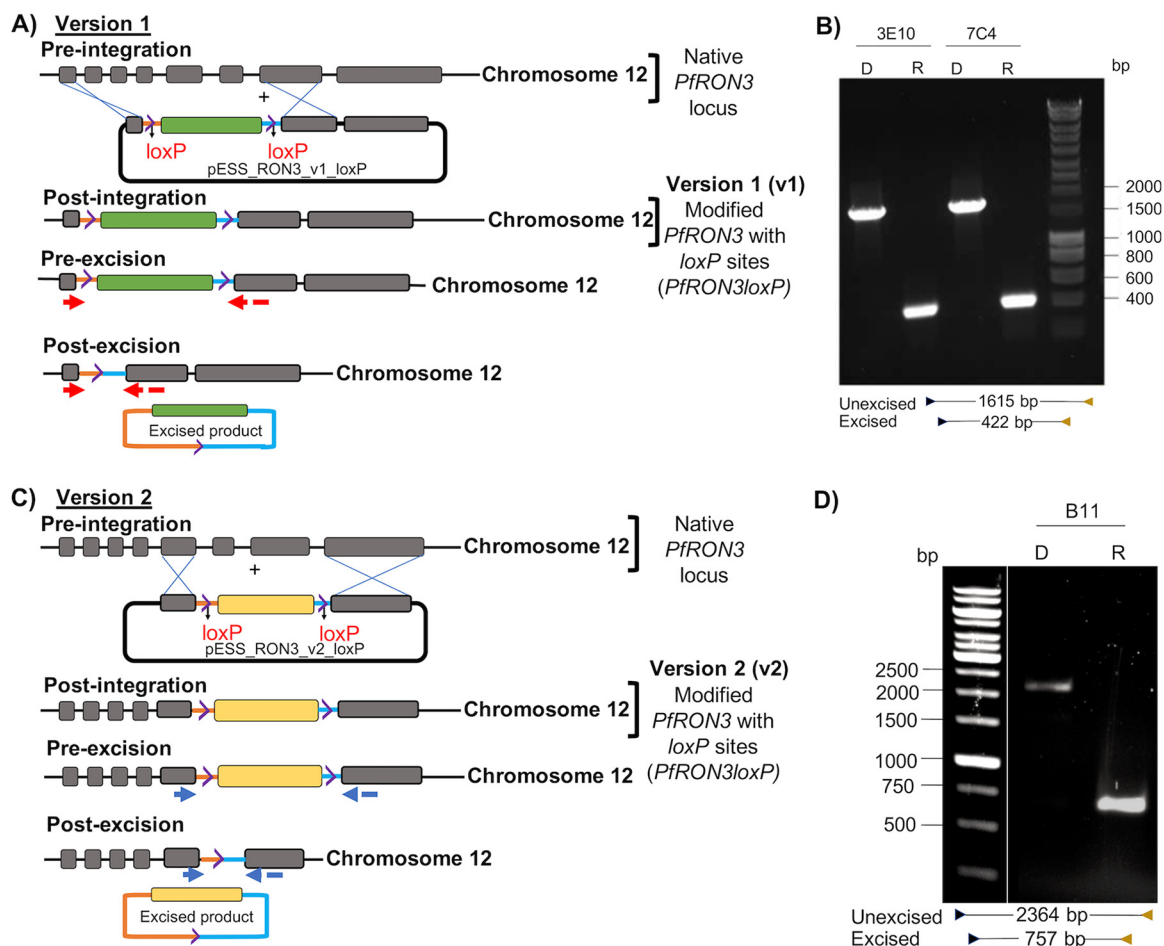 A) Version 1
Pre-integration
Chromosome 12
Native
PfRON3
locus
+
loxP
loxP
pESS_RON3_v1_loxP
Post-integration
Chromosome 12
Version 1 (v1)
Modified
PfRON3 with
loxP sites
(PfRON3loxP)
Pre-excision
Chromosome 12
Post-excision
Chromosome 12
Excised product
B)
3E10 7C4
D R D R bp
2000
1500
1000
800
600
400
Unexcised 1615 bp
Excised 422 bp
C) Version 2
Pre-integration
Chromosome 12
Native
PfRON3
locus
+
loxP
loxP
pESS_RON3_v2_loxP
Post-integration
Chromosome 12
Version 2 (v2)
Modified
PfRON3 with
loxP sites
(PfRON3loxP)
Pre-excision
Chromosome 12
Post-excision
Chromosome 12
Excised product
D)
B11
bp D R
2500
2000
1500
1000
750
500
Unexcised 2364 bp
Excised 757 bp